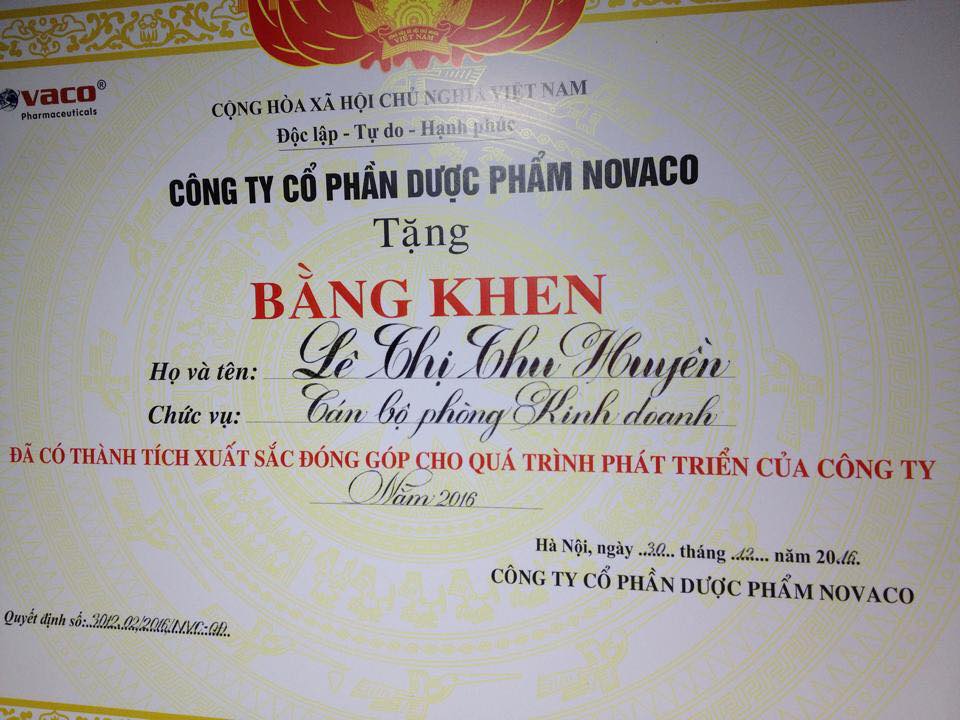 VIỆT NAM
vaco®
Pharmaceuticals
CỘNG HÒA XÃ HỘI CHỦ NGHĨA VIỆT NAM
Độc lập - Tự do - Hạnh phúc
CÔNG TY CỔ PHẦN DƯỢC PHẨM NOVACO
Tặng
BẰNG KHEN
Họ và tên: Lê Thị Thu Huyền
Chức vụ: Cán bộ phòng Kinh doanh
ĐÃ CÓ THÀNH TÍCH XUẤT SẮC ĐÓNG GÓP CHO QUÁ TRÌNH PHÁT TRIỂN CỦA CÔNG TY
Năm 2016
Hà Nội, ngày ..30... tháng ..12.... năm 20.16.
CÔNG TY CỔ PHẦN DƯỢC PHẨM NOVACO
Quyết định số:..3012.02/2016/NVC-QĐ..